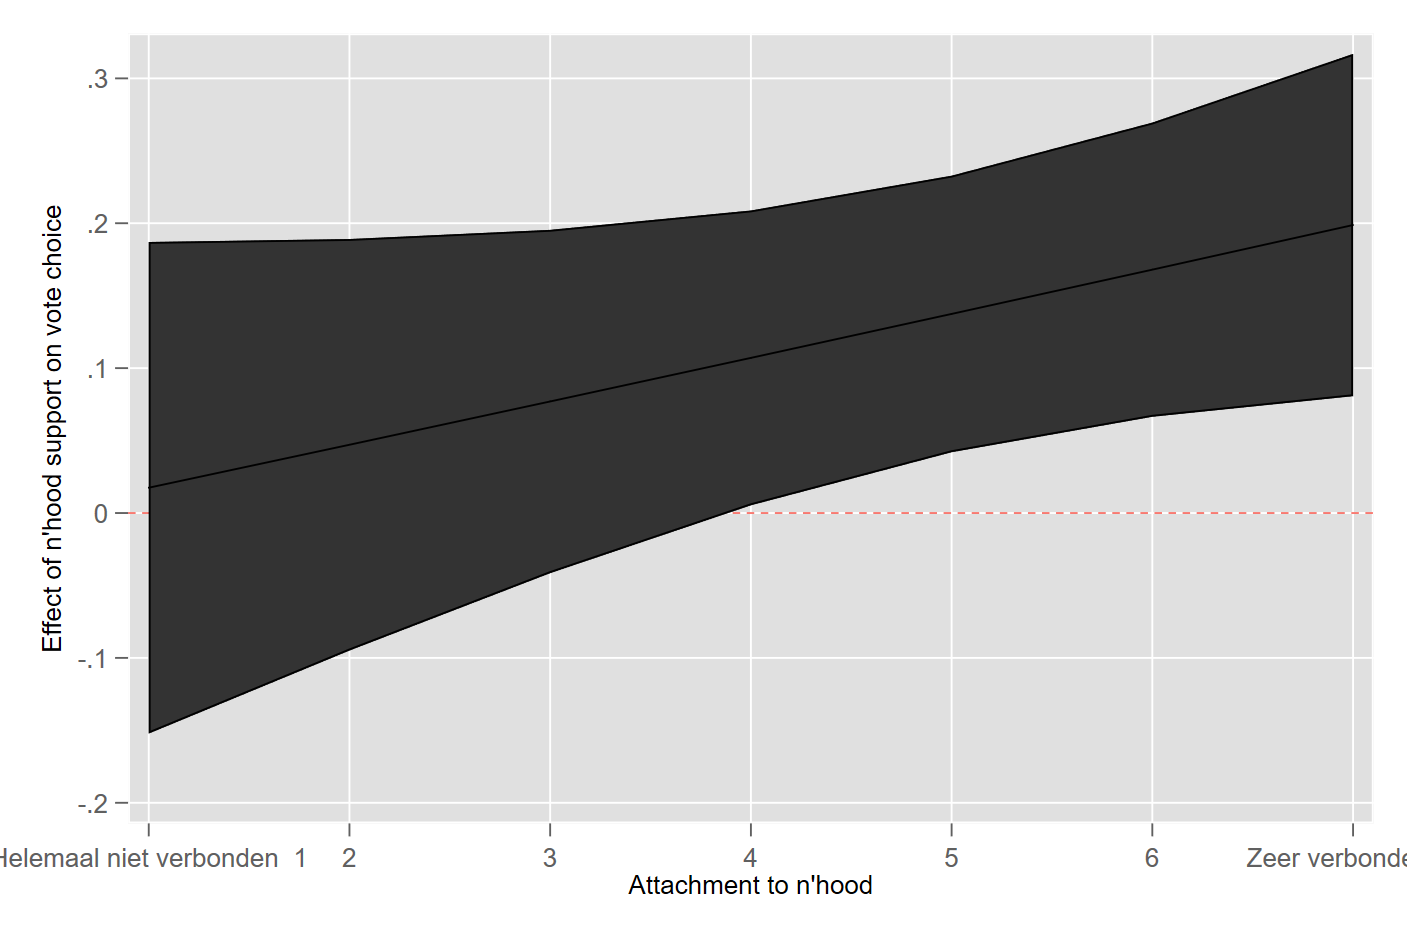 Effect of n'hood support on vote choice
.3
.2
.1
0
-.1
-.2
Helemaal niet verbonden 1 2 3 4 5 6 Zeer verbonde
Attachment to n'hood